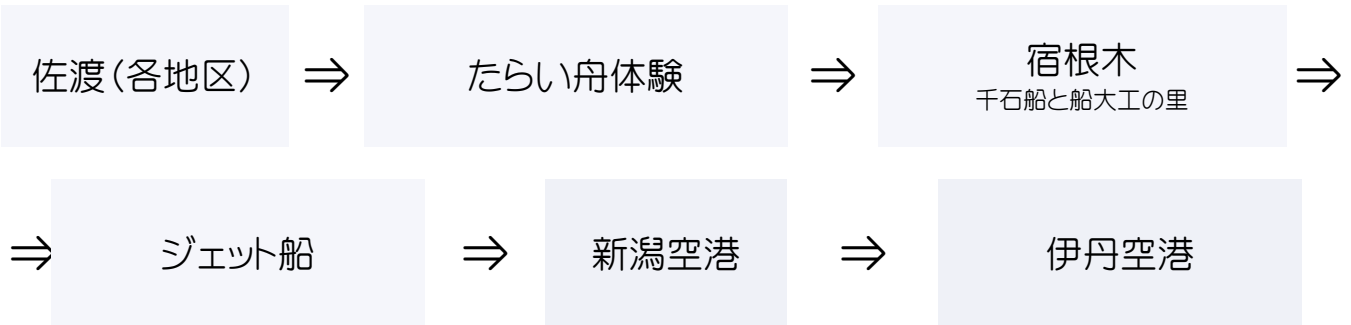 佐渡（各地区） ⇒ たらい舟体験 ⇒ 宿根木 ⇒
千石船と船大工の里
⇒ ジェット船 ⇒ 新潟空港 ⇒ 伊丹空港